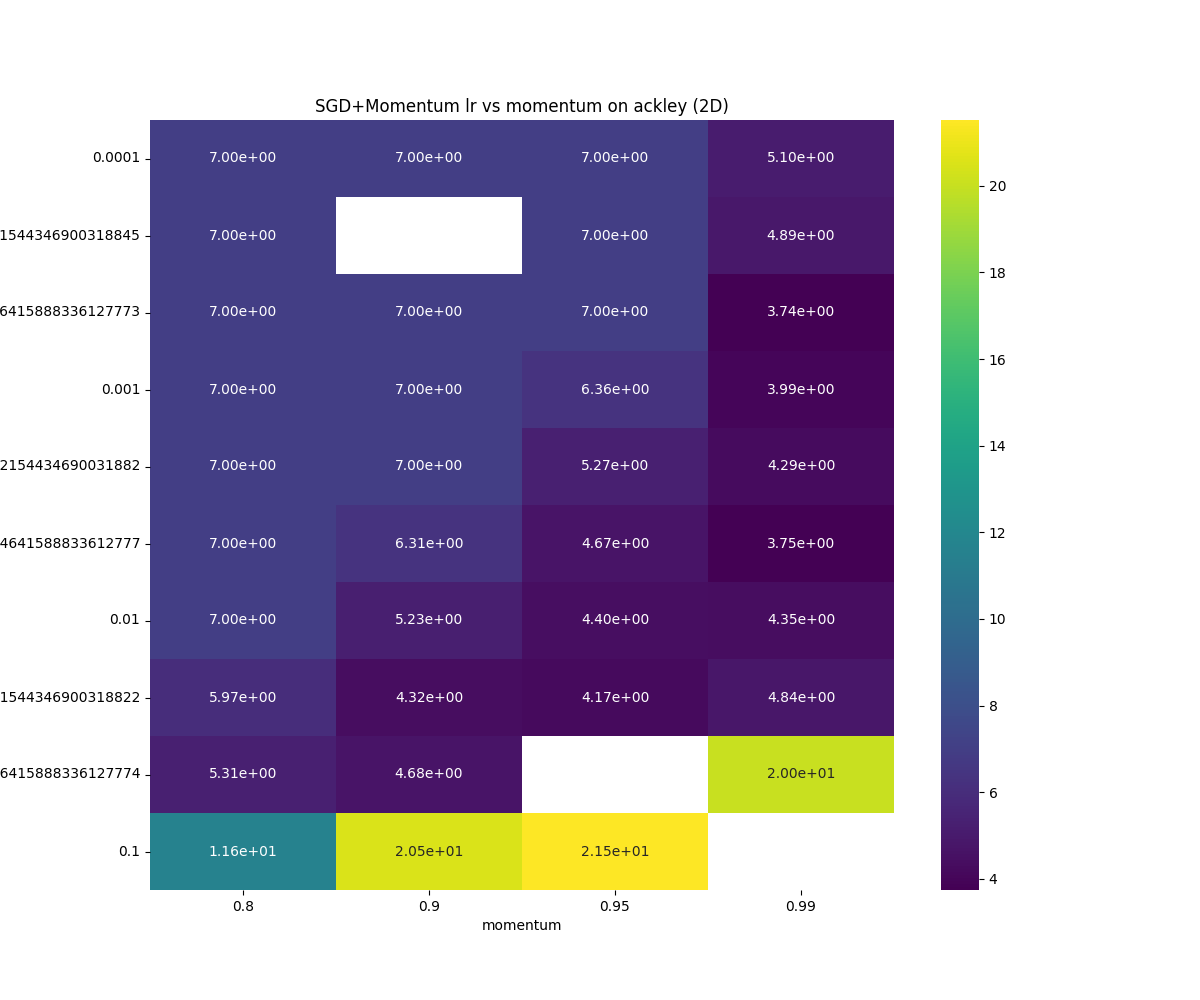 SGD+Momentum lr vs momentum on ackley (2D)
0.0001 7.00e+00 7.00e+00 7.00e+00 5.10e+00
1544346900318845 7.00e+00 7.00e+00 4.89e+00
6415888336127773 7.00e+00 7.00e+00 7.00e+00 3.74e+00
0.001 7.00e+00 7.00e+00 6.36e+00 3.99e+00
2154434690031882 7.00e+00 7.00e+00 5.27e+00 4.29e+00
4641588833612777 7.00e+00 6.31e+00 4.67e+00 3.75e+00
0.01 7.00e+00 5.23e+00 4.40e+00 4.35e+00
1544346900318822 5.97e+00 4.32e+00 4.17e+00 4.84e+00
6415888336127774 5.31e+00 4.68e+00 2.00e+01
0.1 1.16e+01 2.05e+01 2.15e+01
0.8 0.9 0.95 0.99
momentum
20
18
16
14
12
10
8
6
4